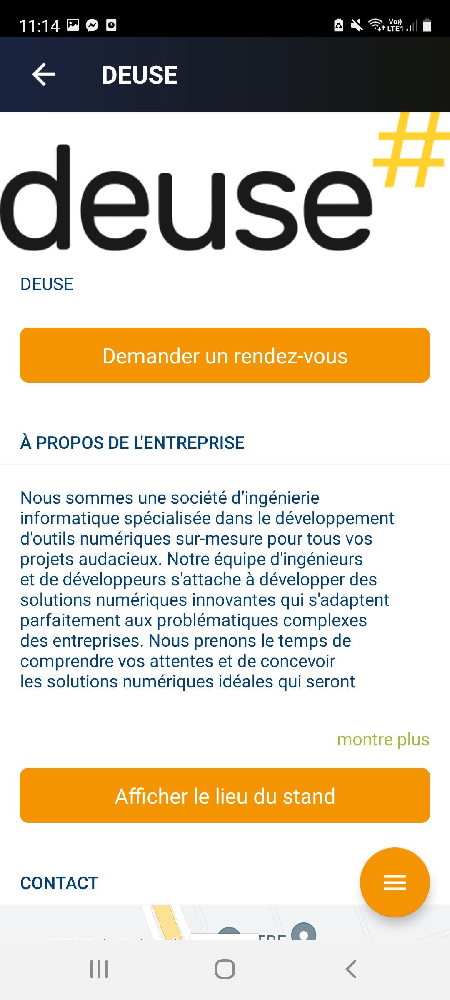 11:14
Vo))
LTE1
DEUSE
deuse#
DEUSE
Demander un rendez-vous
À PROPOS DE L'ENTREPRISE
Nous sommes une société d’ingénierie
informatique spécialisée dans le développement
d'outils numériques sur-mesure pour tous vos
projets audacieux. Notre équipe d'ingénieurs
et de développeurs s'attache à développer des
solutions numériques innovantes qui s'adaptent
parfaitement aux problématiques complexes
des entreprises. Nous prenons le temps de
comprendre vos attentes et de concevoir
les solutions numériques idéales qui seront
montre plus
Afficher le lieu du stand
CONTACT